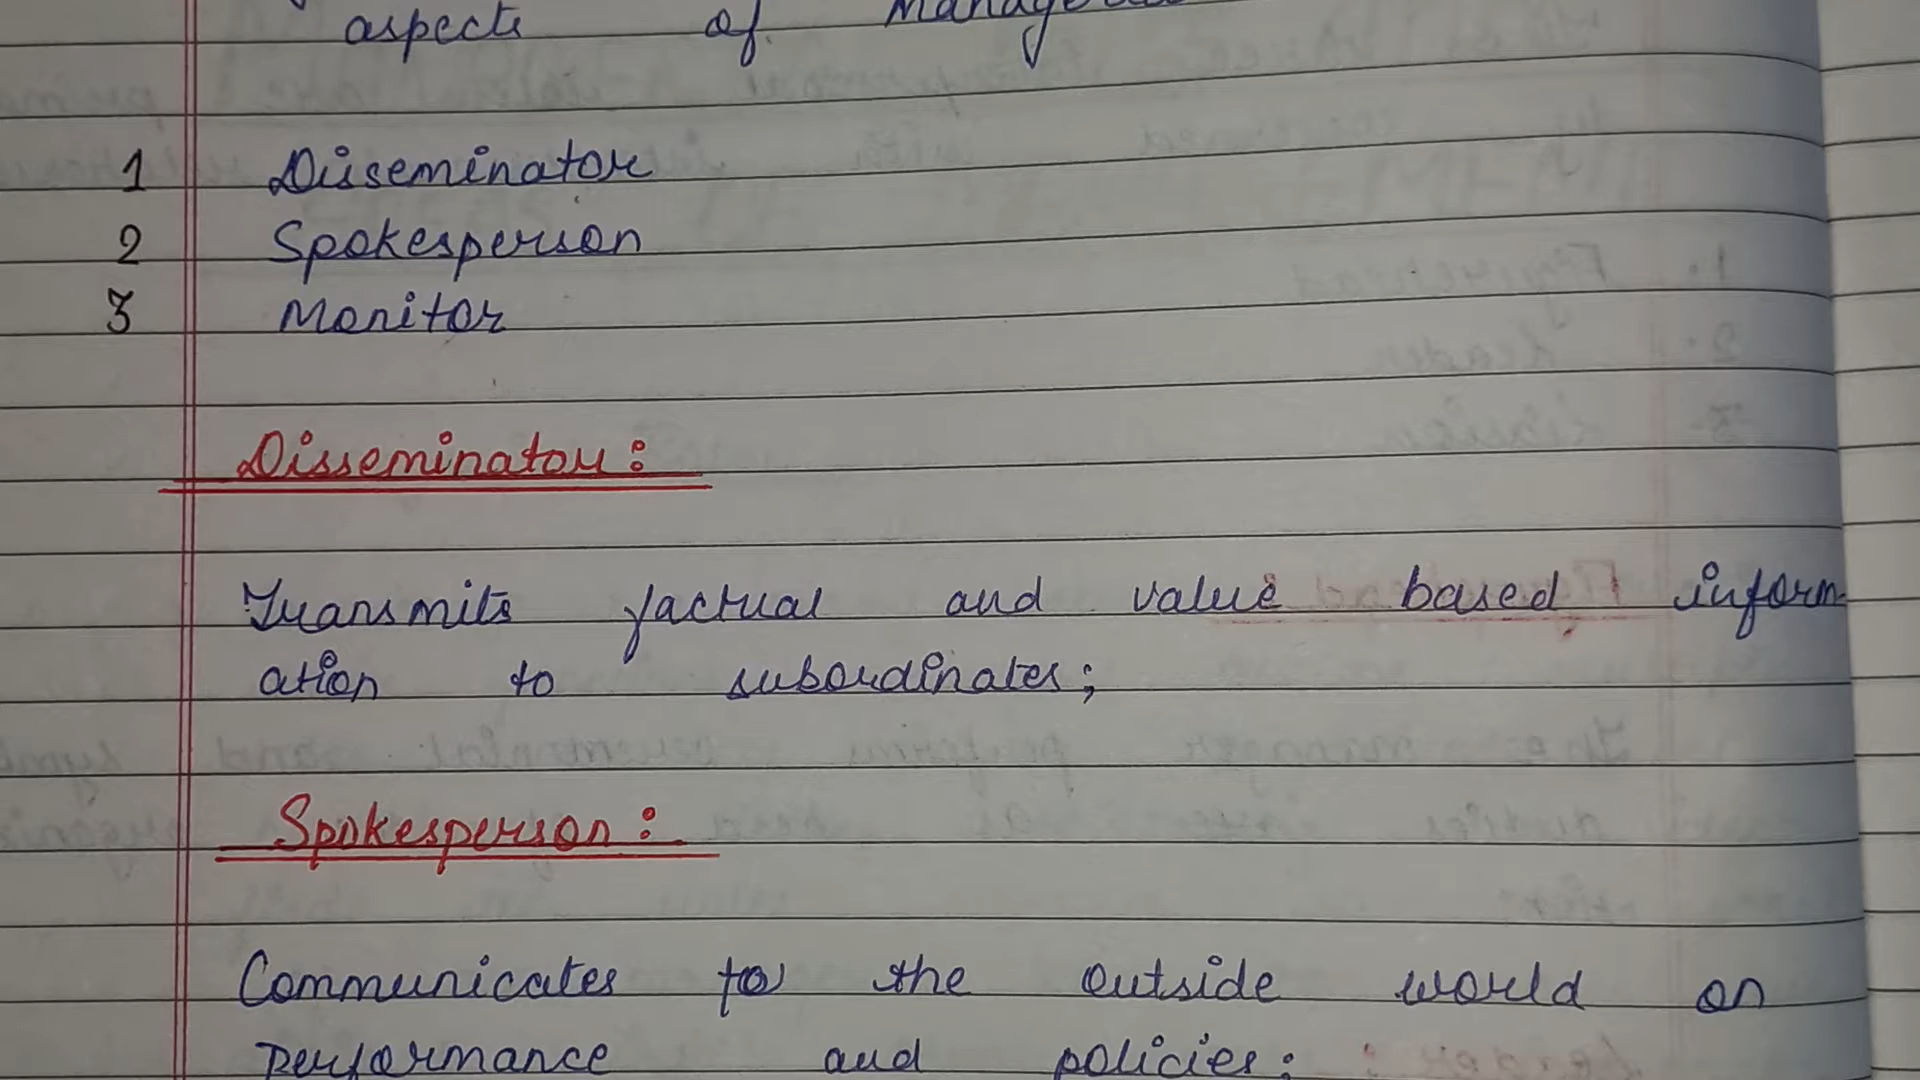 aspects of
1 Disseminator
2 Spokesperson
3 Monitor
Disseminator:
Transmits factual and value based inform
ation to subordinates;
Spokesperson:
Communicates to the outside world on
performance and policies;